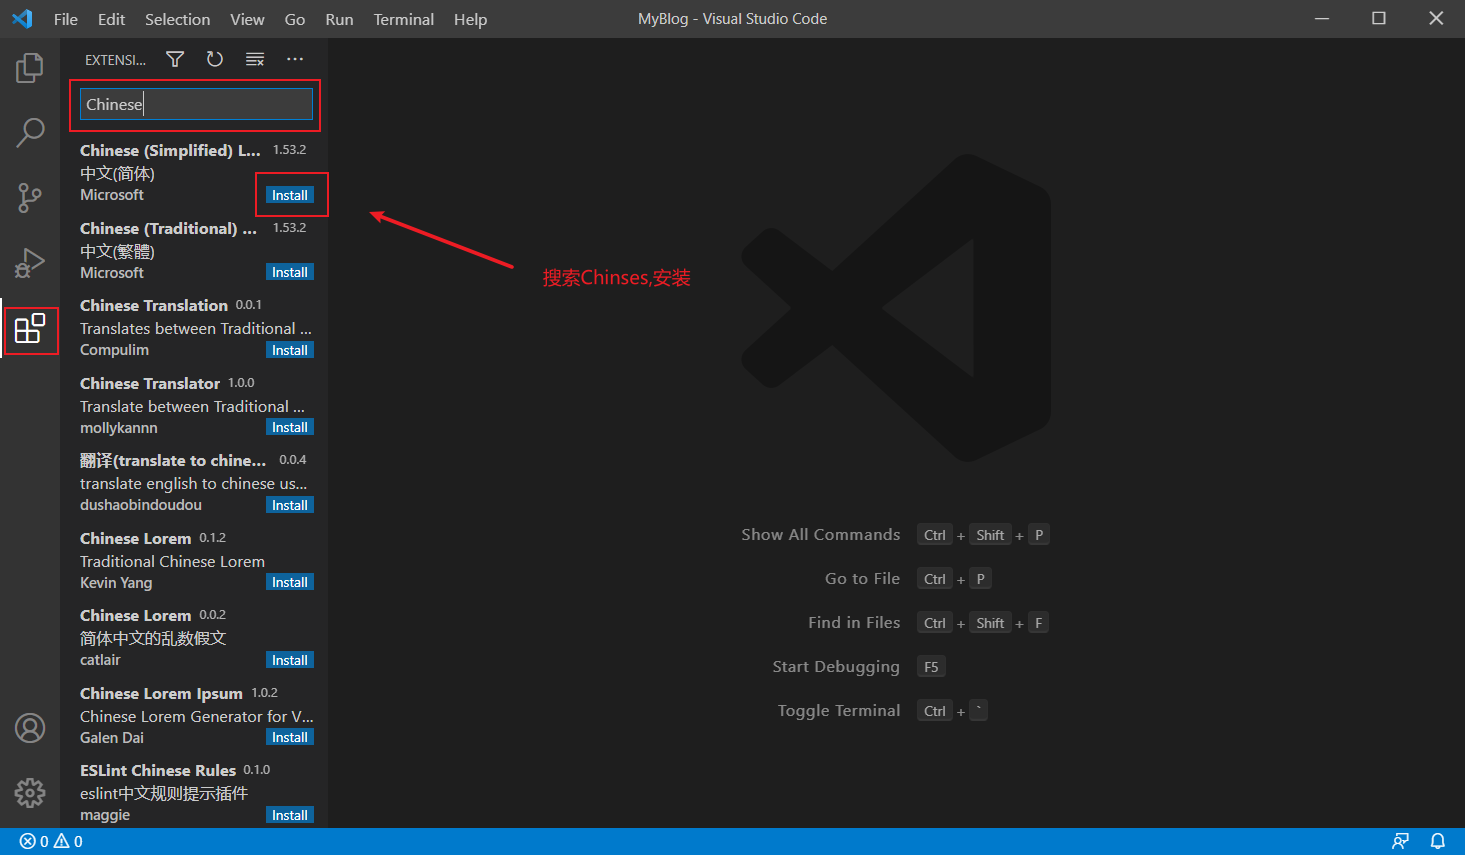 File Edit Selection View Go Run Terminal Help
MyBlog - Visual Studio Code
EXTENSI...
Chinese
Chinese (Simplified) L... 1.53.2
中文(简体)
Microsoft Install
Chinese (Traditional) ... 1.53.2
中文(繁體)
Microsoft Install
Chinese Translation 0.0.1
Translates between Traditional ...
Compulim Install
Chinese Translator 1.0.0
Translate between Traditional ...
mollykannn Install
翻译(translate to chine... 0.0.4
translate english to chinese us...
dushaobindoudou Install
Chinese Lorem 0.1.2
Traditional Chinese Lorem
Kevin Yang Install
Chinese Lorem 0.0.2
简体中文的乱数假文
catlair Install
Chinese Lorem Ipsum 1.0.2
Chinese Lorem Generator for V...
Galen Dai Install
ESLint Chinese Rules 0.1.0
eslint中文规则提示插件
maggie Install
搜索Chinses,安装
Show All Commands Ctrl + Shift + P
Go to File Ctrl + P
Find in Files Ctrl + Shift + F
Start Debugging F5
Toggle Terminal Ctrl + `
0 0